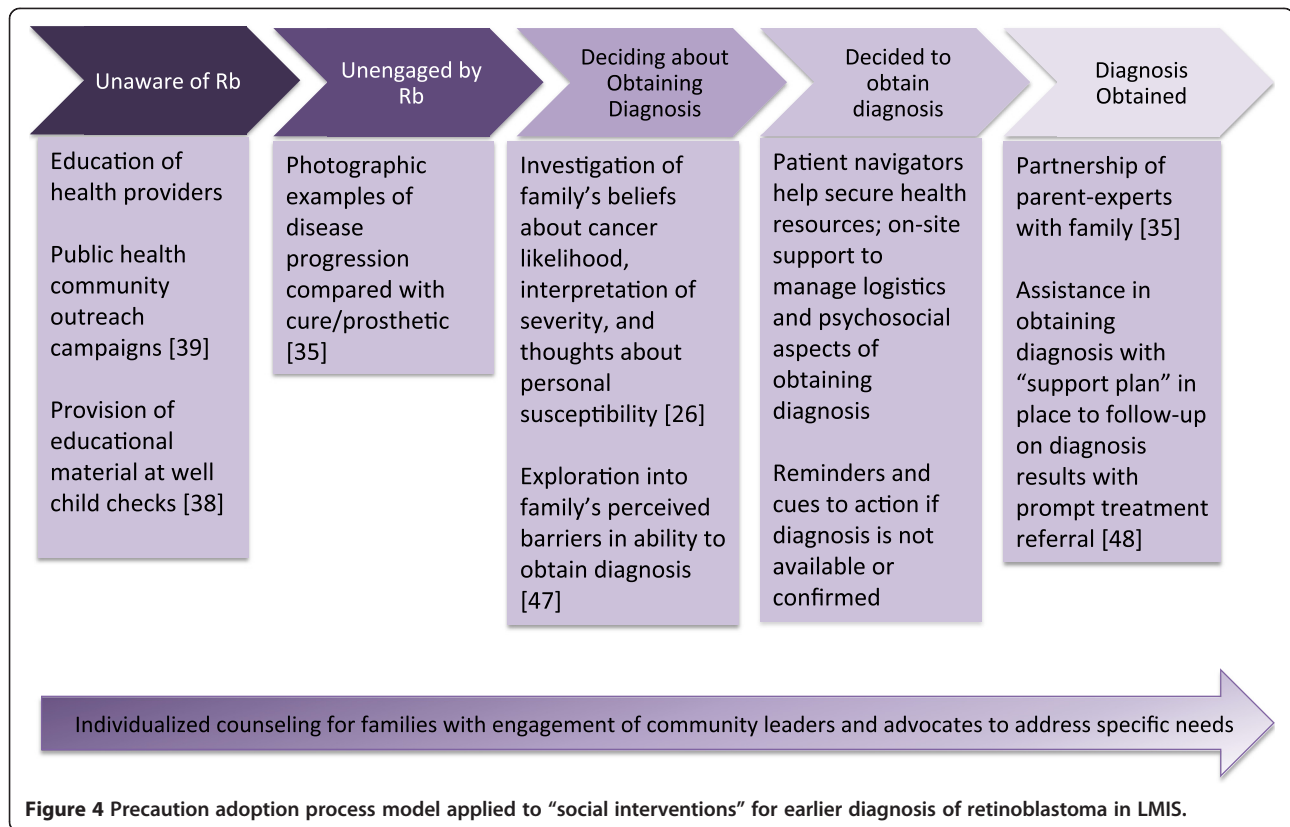 Unaware of Rb
Unengaged by
Rb
Deciding about
Obtaining
Diagnosis
Decided to
obtain
diagnosis
Diagnosis
Obtained
Education of
health providers
Public health
community
outreach
campaigns [39]
Provision of
educational
material at well
child checks [38]
Photographic
examples of
disease
progression
compared with
cure/prosthetic
[35]
Investigation of
family's beliefs
about cancer
likelihood,
interpretation of
severity, and
thoughts about
personal
susceptibility [26]
Exploration into
family's perceived
barriers in ability to
obtain diagnosis
[47]
Patient navigators
help secure health
resources; on-site
support to
manage logistics
and psychosocial
aspects of
obtaining
diagnosis
Reminders and
cues to action if
diagnosis is not
available or
confirmed
Partnership of
parent-experts
with family [35]
Assistance in
obtaining
diagnosis with
“support plan” in
place to follow-up
on diagnosis
results with
prompt treatment
referral [48]
Individualized counseling for families with engagement of community leaders and advocates to address specific needs
Figure 4 Precaution adoption process model applied to “social interventions” for earlier diagnosis of retinoblastoma in LMIS.